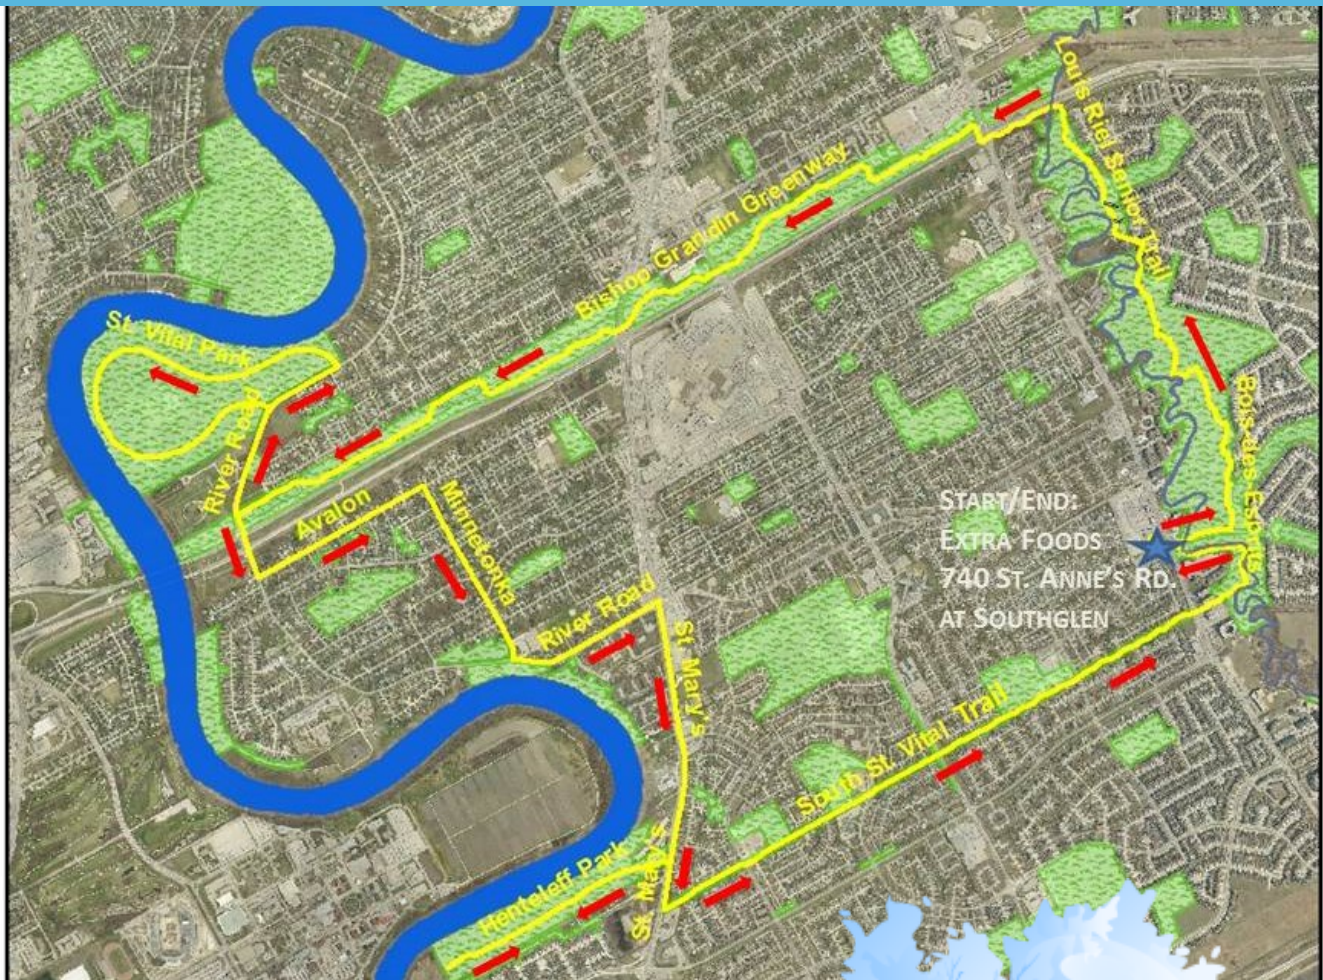 Louis Riel Senior Trail
Bishop Grandin Greenway
St. Vital Park
River Road
Avalon
Minnetonka
Bois-des-Esprits
START/END:
EXTRA FOODS
740 ST. ANNE'S RD.
AT SOUTHGLEN
River Road
St. Mary's
South St. Vital Trail
St. Mary's
Henteleff Park